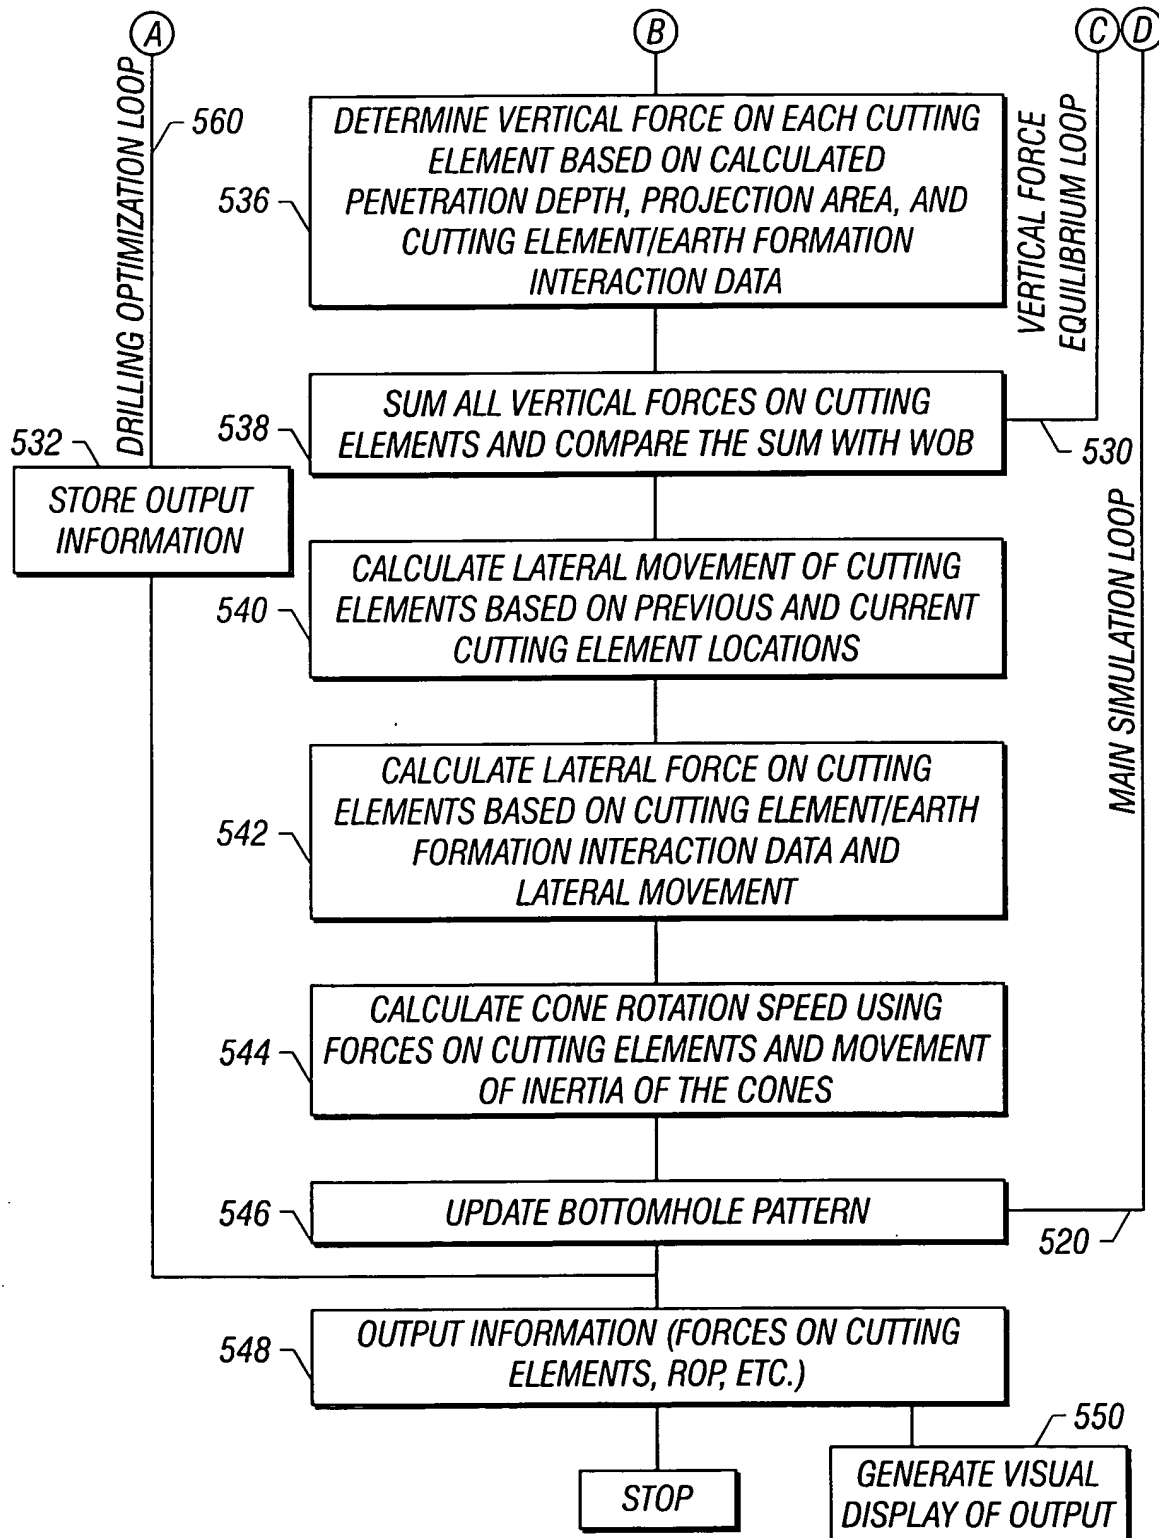 A
B
C
D
DRILLING OPTIMIZATION LOOP
560
536
DETERMINE VERTICAL FORCE ON EACH CUTTING
ELEMENT BASED ON CALCULATED
PENETRATION DEPTH, PROJECTION AREA, AND
CUTTING ELEMENT/EARTH FORMATION
INTERACTION DATA
VERTICAL FORCE
EQUILIBRIUM LOOP
532
STORE OUTPUT
INFORMATION
538
SUM ALL VERTICAL FORCES ON CUTTING
ELEMENTS AND COMPARE THE SUM WITH WOB
530
MAIN SIMULATION LOOP
540
CALCULATE LATERAL MOVEMENT OF CUTTING
ELEMENTS BASED ON PREVIOUS AND CURRENT
CUTTING ELEMENT LOCATIONS
542
CALCULATE LATERAL FORCE ON CUTTING
ELEMENTS BASED ON CUTTING ELEMENT/EARTH
FORMATION INTERACTION DATA AND
LATERAL MOVEMENT
544
CALCULATE CONE ROTATION SPEED USING
FORCES ON CUTTING ELEMENTS AND MOVEMENT
OF INERTIA OF THE CONES
546
UPDATE BOTTOMHOLE PATTERN
520
548
OUTPUT INFORMATION (FORCES ON CUTTING
ELEMENTS, ROP, ETC.)
550
STOP
GENERATE VISUAL
DISPLAY OF OUTPUT